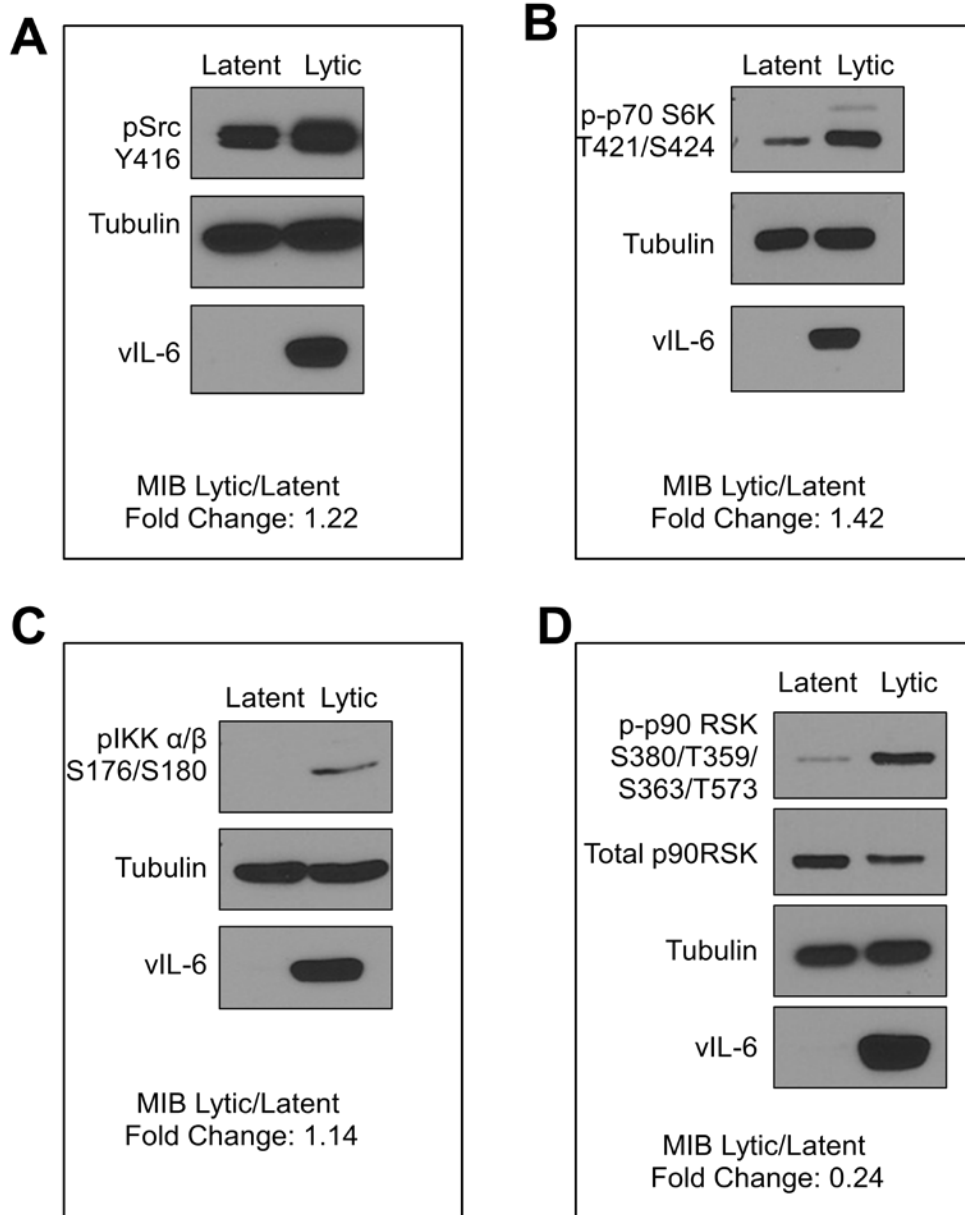 A
Latent Lytic
pSrc
Y416
Tubulin
vIL-6
MIB Lytic/Latent
Fold Change: 1.22
B
Latent Lytic
p-p70 S6K
T421/S424
Tubulin
vIL-6
MIB Lytic/Latent
Fold Change: 1.42
C
Latent Lytic
pIKK α/β
S176/S180
Tubulin
vIL-6
MIB Lytic/Latent
Fold Change: 1.14
D
Latent Lytic
p-p90 RSK
S380/T359/
S363/T573
Total p90RSK
Tubulin
vIL-6
MIB Lytic/Latent
Fold Change: 0.24